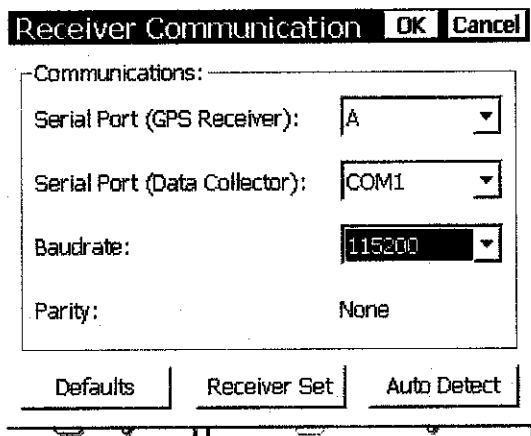 Receiver Communication OK Cancel
Communications:
Serial Port (GPS Receiver): A
Serial Port (Data Collector): COM1
Baudrate: 115200
Parity: None
Defaults Receiver Set Auto Detect